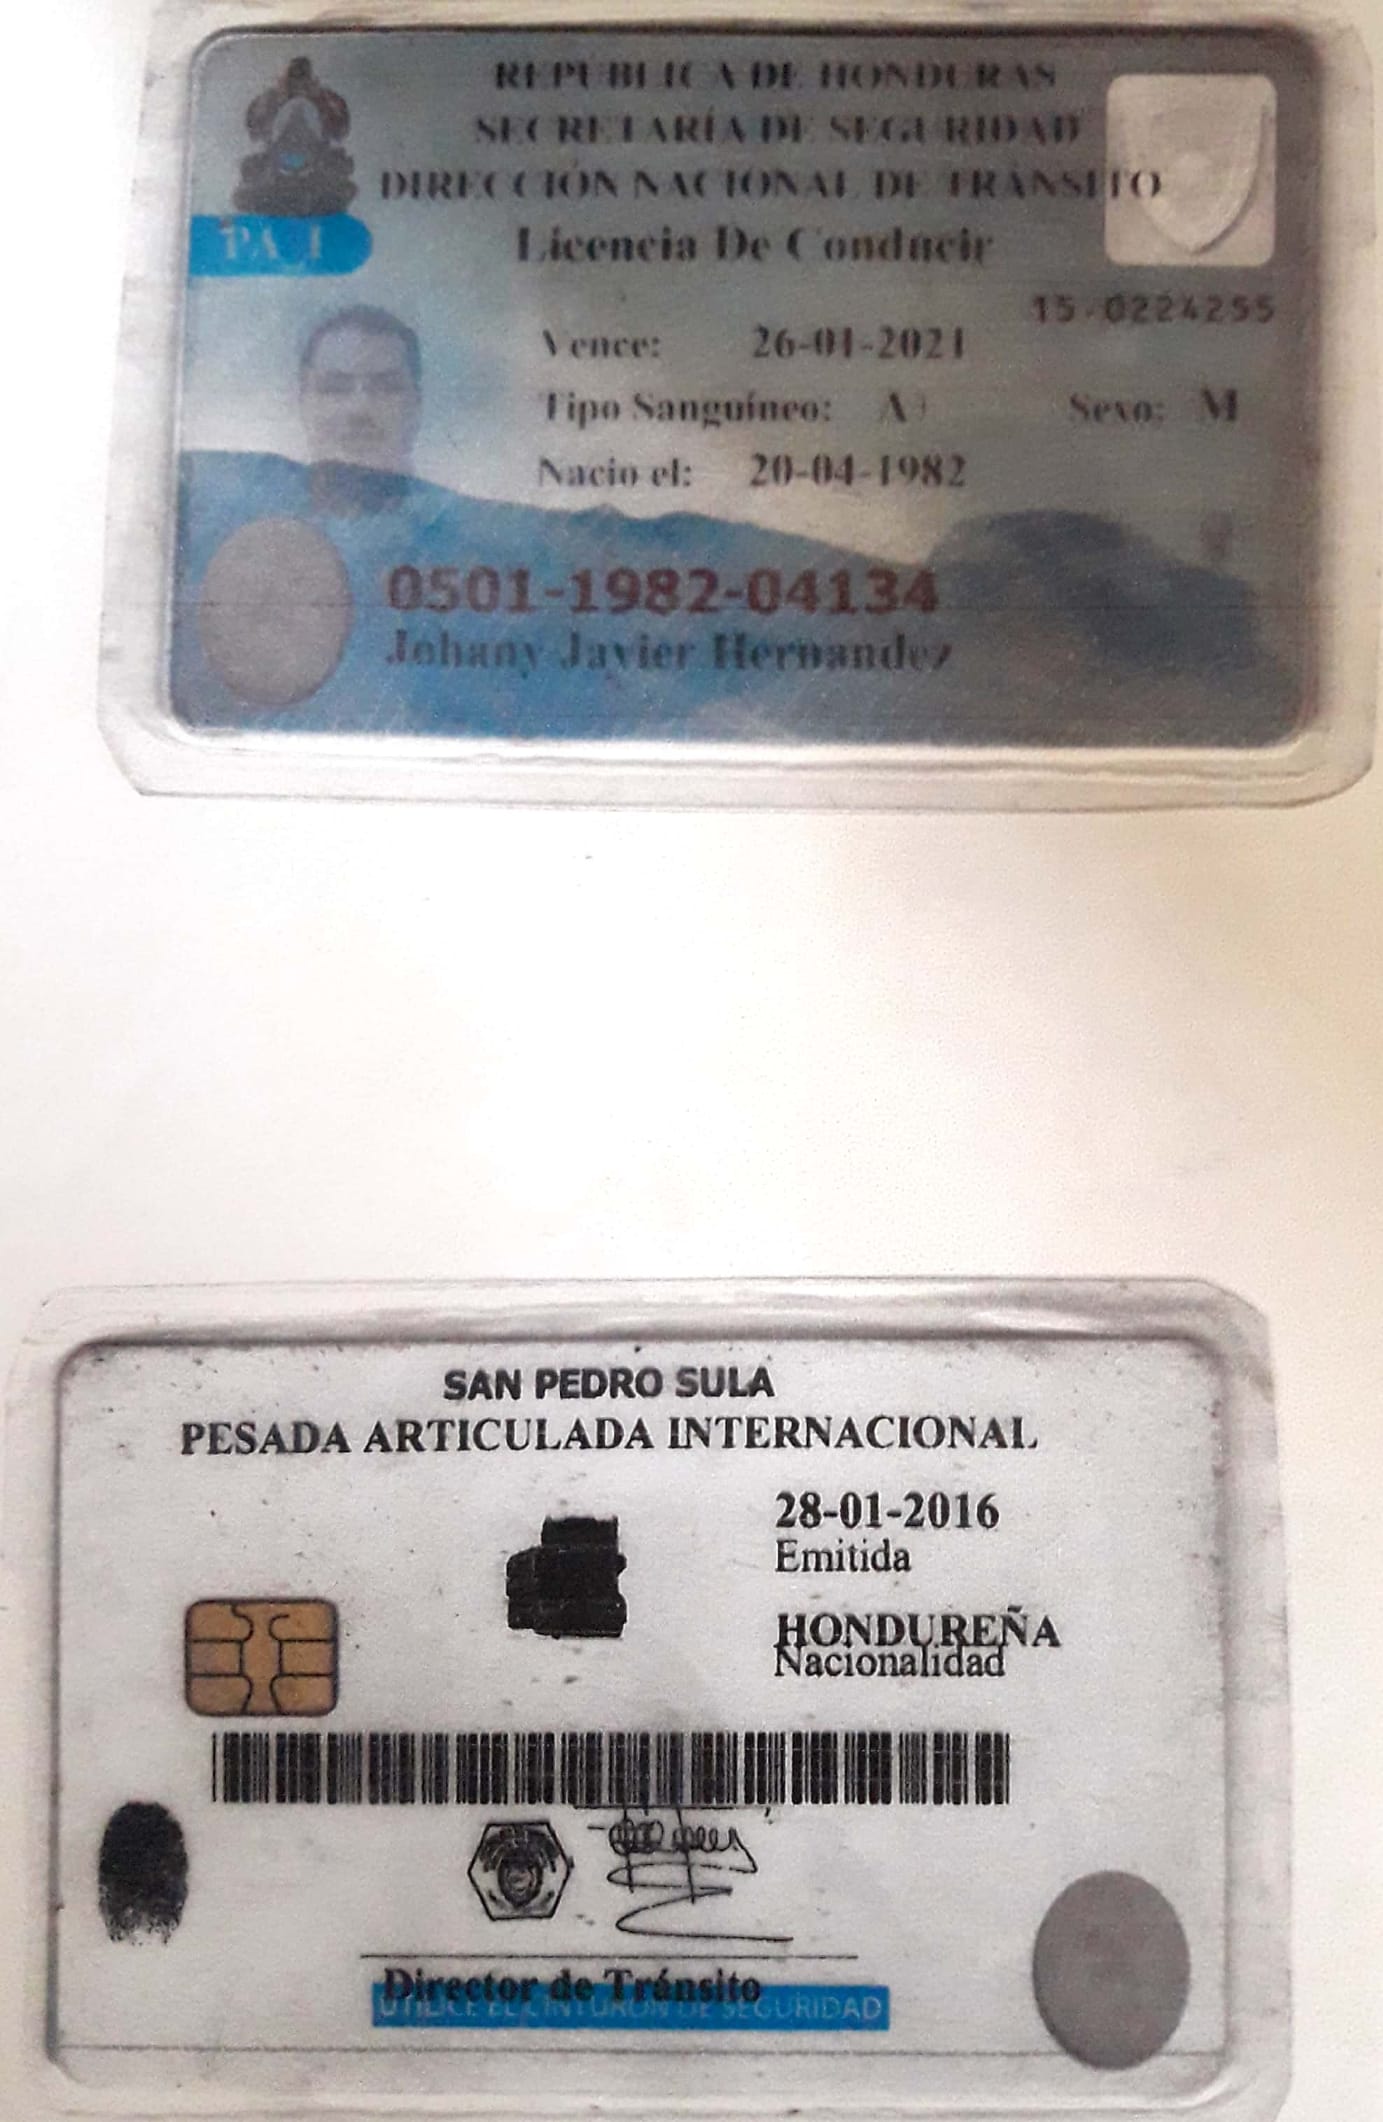 REPÚBLICA DE HONDURAS
SECRETARÍA DE SEGURIDAD
DIRECCIÓN NACIONAL DE TRÁNSITO
PA I
Licencia De Conducir
15-0224255
Vence: 26-01-2021
Tipo Sanguíneo: A+ Sexo: M
Nacio el: 20-04-1982
0501-1982-04134
Johany Javier Hernandez
SAN PEDRO SULA
PESADA ARTICULADA INTERNACIONAL
28-01-2016
Emitida
HONDUREÑA
Nacionalidad
Director de Tránsito
UTILICE EL CINTURON DE SEGURIDAD